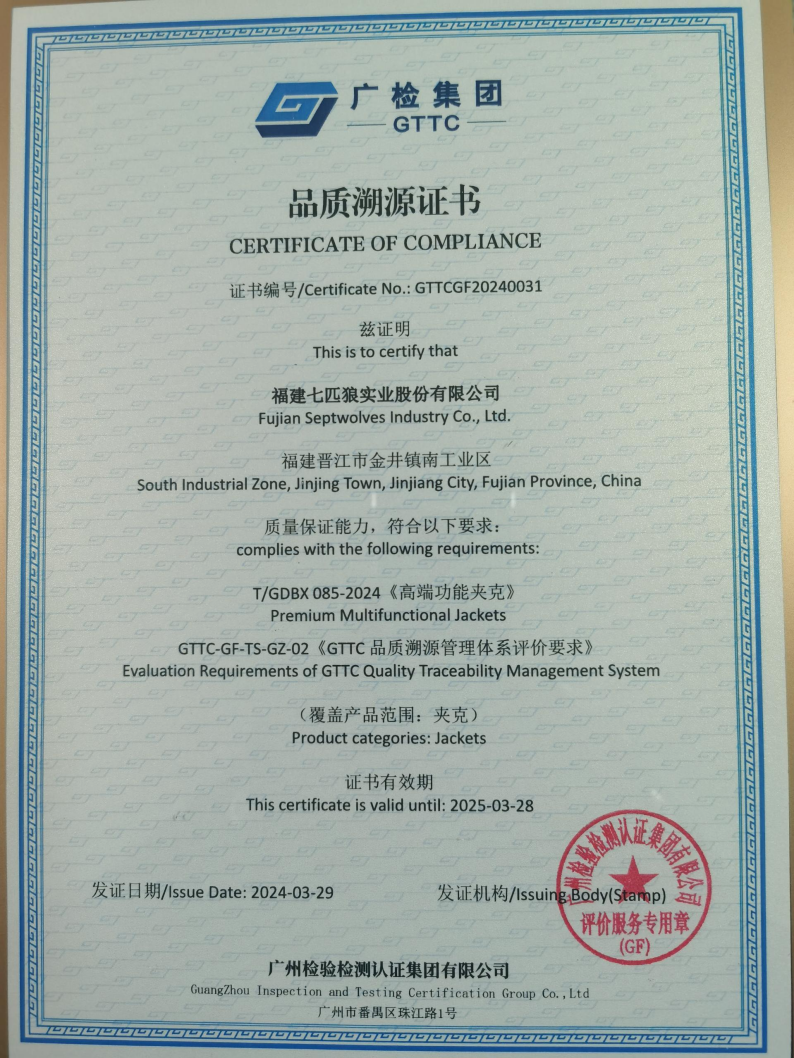 广检集团
GTTC
品质溯源证书
CERTIFICATE OF COMPLIANCE
证书编号/Certificate No.: GTTCGF20240031
兹证明
This is to certify that
福建七匹狼实业股份有限公司
Fujian Septwolves Industry Co., Ltd.
福建晋江市金井镇南工业区
South Industrial Zone, Jinjing Town, Jinjiang City, Fujian Province, China
质量保证能力，符合以下要求：
complies with the following requirements:
T/GDBX 085-2024《高端功能夹克》
Premium Multifunctional Jackets
GTTC-GF-TS-GZ-02《GTTC 品质溯源管理体系评价要求》
Evaluation Requirements of GTTC Quality Traceability Management System
（覆盖产品范围：夹克）
Product categories: Jackets
证书有效期
This certificate is valid until: 2025-03-28
发证日期/Issue Date: 2024-03-29
发证机构/Issuing Body(Stamp)
广州检验检测认证集团有限公司
评价服务专用章
(GF)
广州检验检测认证集团有限公司
GuangZhou Inspection and Testing Certification Group Co.,Ltd
广州市番禺区珠江路1号